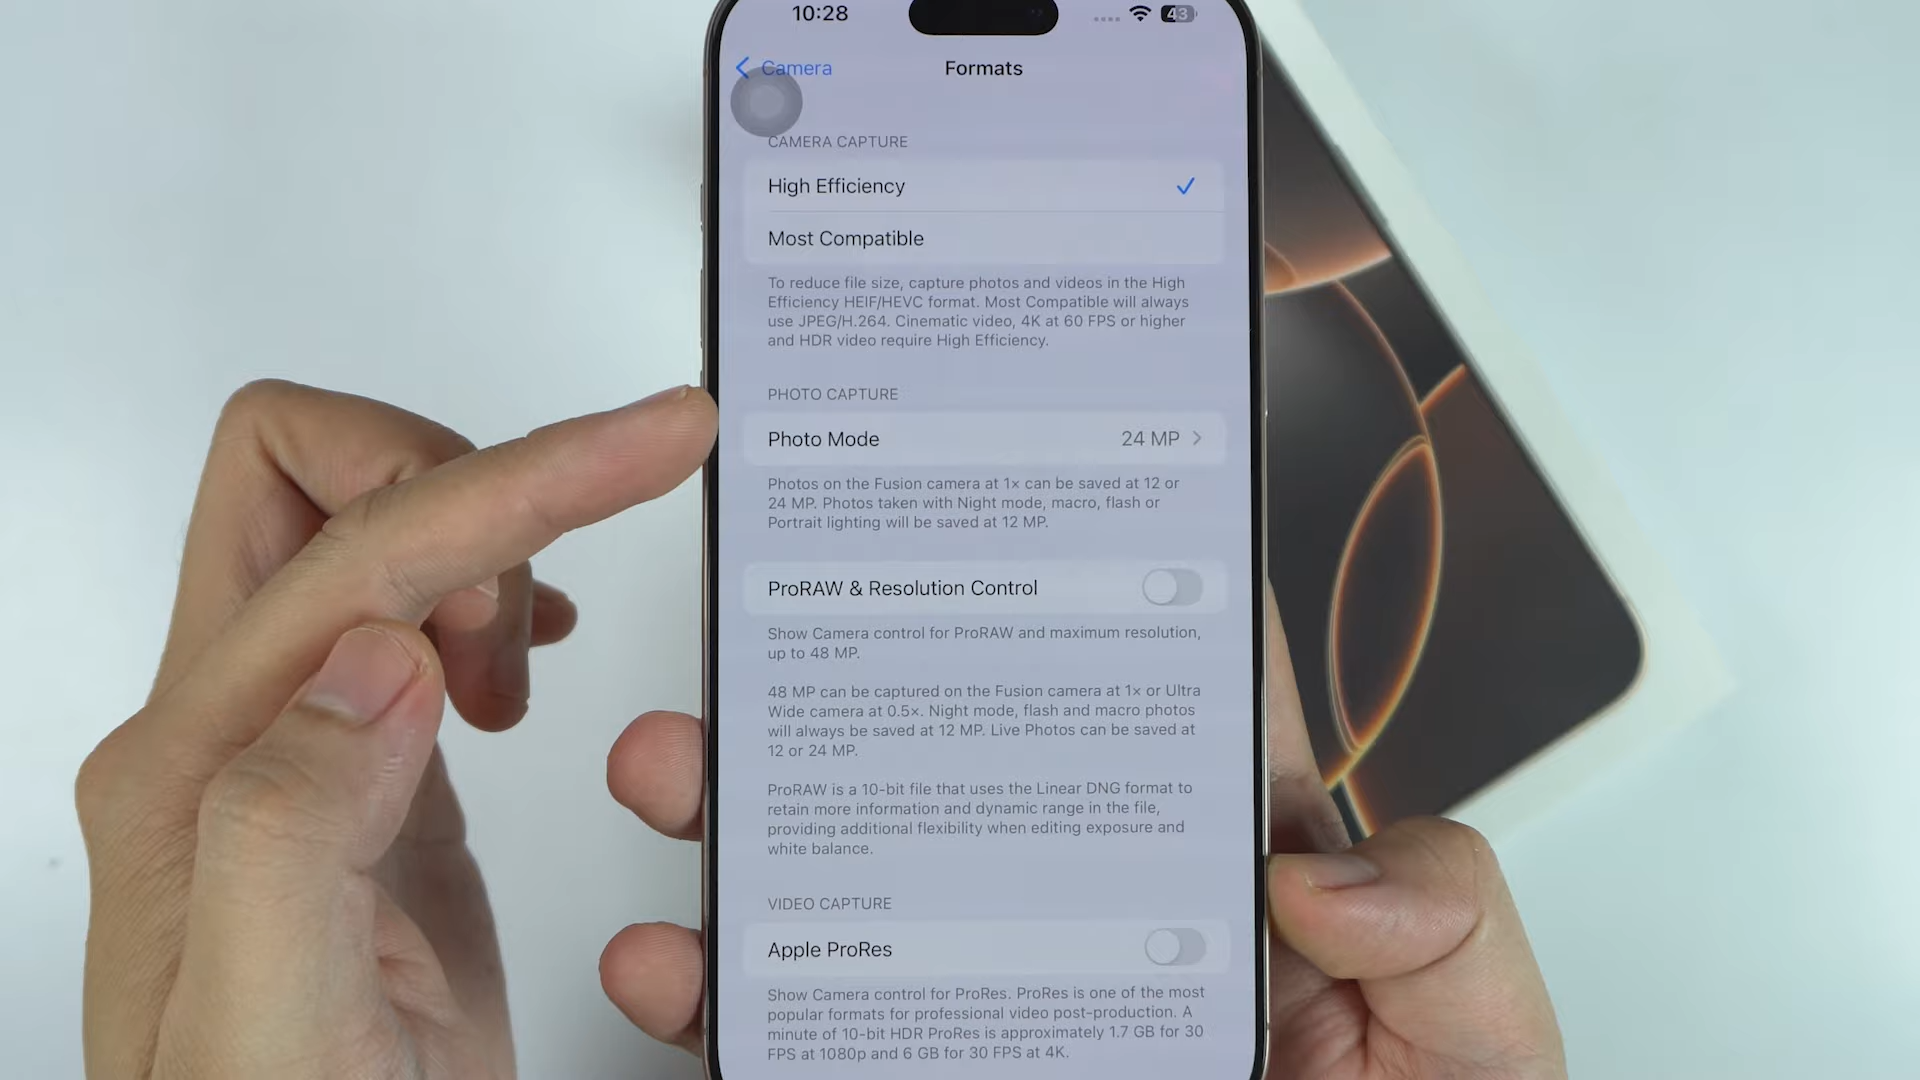 10:28
43
Camera
Formats
CAMERA CAPTURE
High Efficiency
Most Compatible
To reduce file size, capture photos and videos in the High
Efficiency HEIF/HEVC format. Most Compatible will always
use JPEG/H.264. Cinematic video, 4K at 60 FPS or higher
and HDR video require High Efficiency.
PHOTO CAPTURE
Photo Mode 24 MP
Photos on the Fusion camera at 1× can be saved at 12 or
24 MP. Photos taken with Night mode, macro, flash or
Portrait lighting will be saved at 12 MP.
ProRAW & Resolution Control
Show Camera control for ProRAW and maximum resolution,
up to 48 MP.
48 MP can be captured on the Fusion camera at 1× or Ultra
Wide camera at 0.5×. Night mode, flash and macro photos
will always be saved at 12 MP. Live Photos can be saved at
12 or 24 MP.
ProRAW is a 10-bit file that uses the Linear DNG format to
retain more information and dynamic range in the file,
providing additional flexibility when editing exposure and
white balance.
VIDEO CAPTURE
Apple ProRes
Show Camera control for ProRes. ProRes is one of the most
popular formats for professional video post-production. A
minute of 10-bit HDR ProRes is approximately 1.7 GB for 30
FPS at 1080p and 6 GB for 30 FPS at 4K.